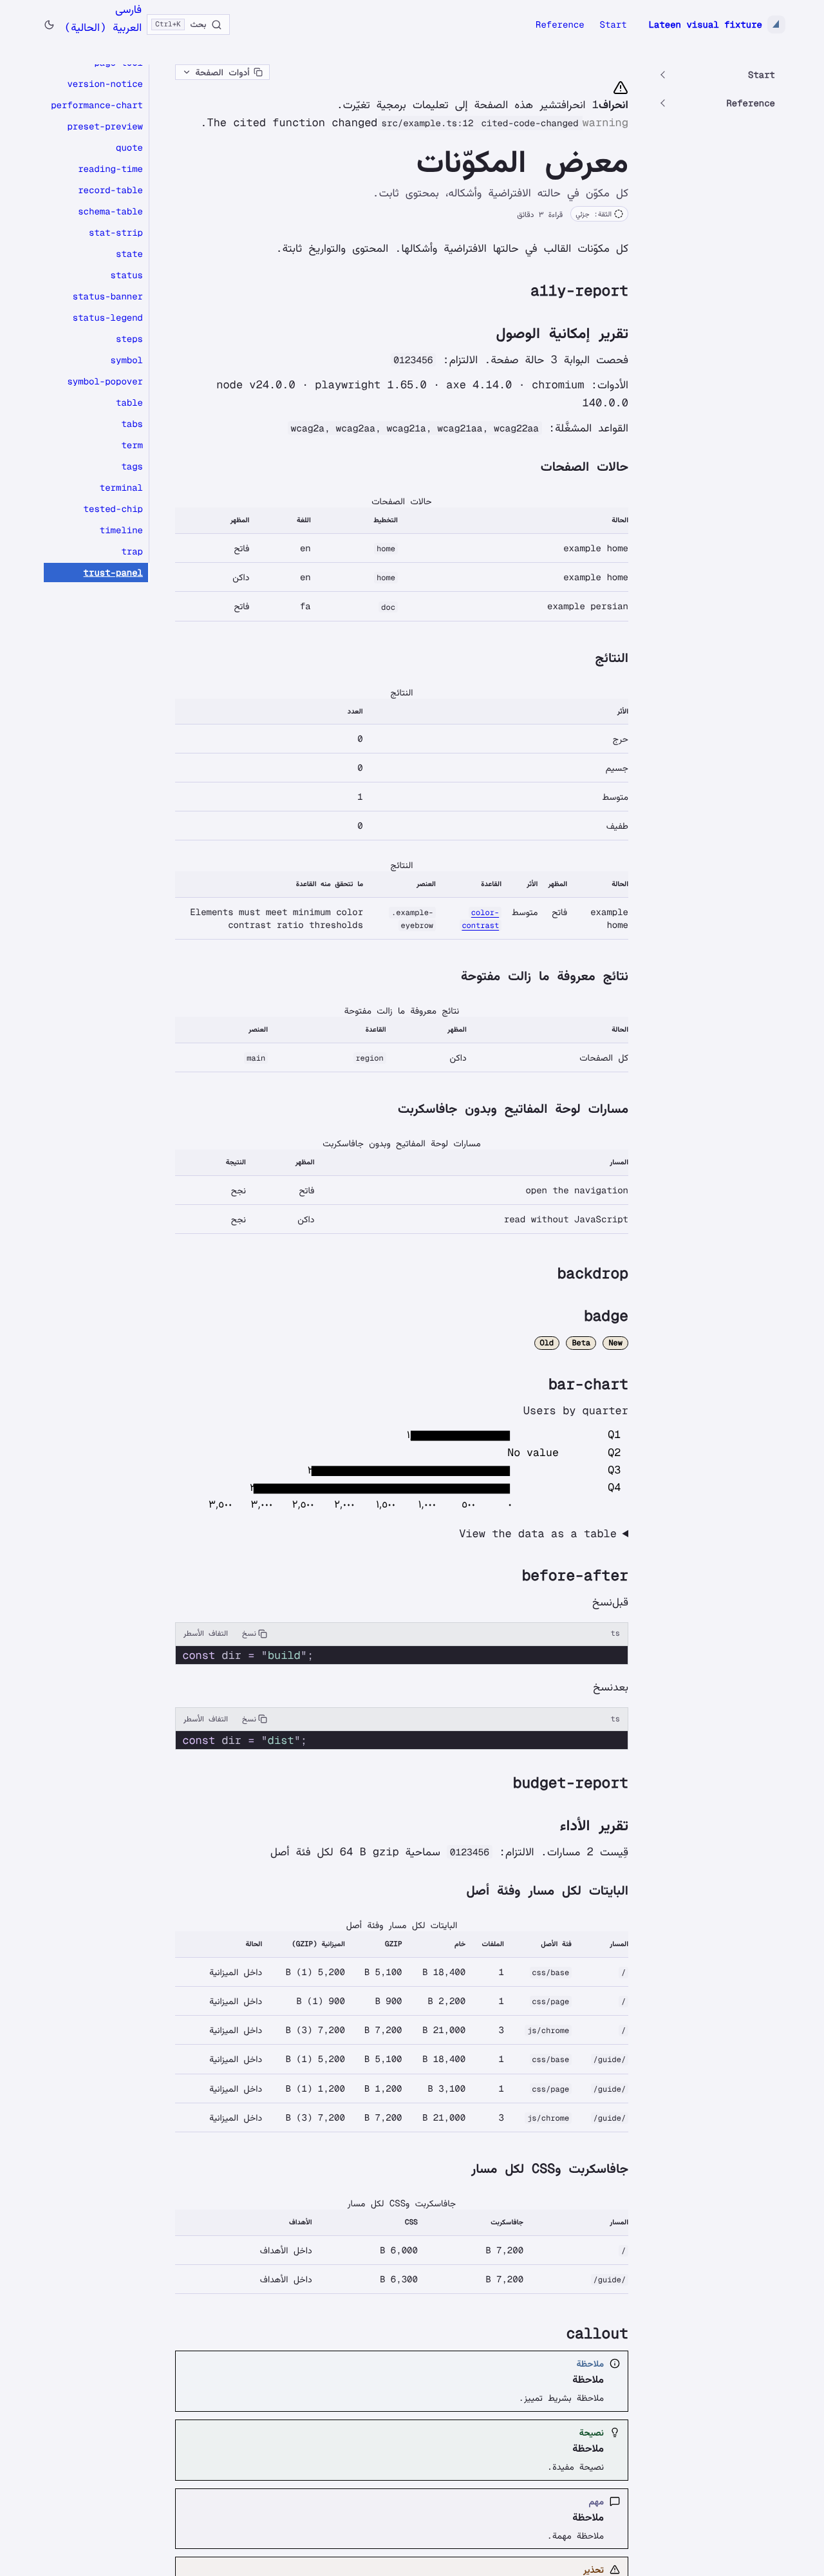 Lateen visual fixture
Start
Reference
بحث
Ctrl+K
فارسی
العربية (الحالية)
Start
Reference
أدوات الصفحة
انحراف1 انحرافتشير هذه الصفحة إلى تعليمات برمجية تغيّرت.
warning cited-code-changed src/example.ts:12 The cited function changed.
معرض المكوّنات
كل مكوّن في حالته الافتراضية وأشكاله، بمحتوى ثابت.
الثقة: جزئي
قراءة ٣ دقائق
كل مكوّنات القالب في حالتها الافتراضية وأشكالها. المحتوى والتواريخ ثابتة.
a11y-report
تقرير إمكانية الوصول
فحصت البوابة 3 حالة صفحة. الالتزام: 0123456
الأدوات: node v24.0.0 · playwright 1.65.0 · axe 4.14.0 · chromium
140.0.0
القواعد المشغَّلة: wcag2a, wcag2aa, wcag21a, wcag21aa, wcag22aa
حالات الصفحات
حالات الصفحات
الحالة التخطيط اللغة المظهر
example home home en فاتح
example home home en داكن
example persian doc fa فاتح
النتائج
النتائج
الأثر العدد
حرج 0
جسيم 0
متوسط 1
طفيف 0
النتائج
الحالة المظهر الأثر القاعدة العنصر ما تتحقق منه القاعدة
example home فاتح متوسط color-contrast .example-eyebrow Elements must meet minimum color contrast ratio thresholds
نتائج معروفة ما زالت مفتوحة
نتائج معروفة ما زالت مفتوحة
الحالة المظهر القاعدة العنصر
كل الصفحات داكن region main
مسارات لوحة المفاتيح وبدون جافاسكربت
مسارات لوحة المفاتيح وبدون جافاسكربت
المسار المظهر النتيجة
open the navigation فاتح نجح
read without JavaScript داكن نجح
backdrop
badge
New Beta Old
bar-chart
Users by quarter
Q1 ١
Q2 No value
Q3 ٢
Q4
٠ ٥٠٠ ١,٠٠٠ ١,٥٠٠ ٢,٠٠٠ ٢,٥٠٠ ٣,٠٠٠ ٣,٥٠٠
View the data as a table
before-after
قبلنسخ
ts نسخ التفاف الأسطر
const dir = "build";
بعدنسخ
ts نسخ التفاف الأسطر
const dir = "dist";
budget-report
تقرير الأداء
قِيست 2 مسارات. الالتزام: 0123456 سماحية 64 B gzip لكل فئة أصل
البايتات لكل مسار وفئة أصل
البايتات لكل مسار وفئة أصل
المسار فئة الأصل الملفات خام GZIP الميزانية (GZIP) الحالة
/ css/base 1 18,400 B 5,100 B 5,200 B (1) داخل الميزانية
/ css/page 1 2,200 B 900 B 900 B (1) داخل الميزانية
/ js/chrome 3 21,000 B 7,200 B 7,200 B (3) داخل الميزانية
/guide/ css/base 1 18,400 B 5,100 B 5,200 B (1) داخل الميزانية
/guide/ css/page 1 3,100 B 1,200 B 1,200 B (1) داخل الميزانية
/guide/ js/chrome 3 21,000 B 7,200 B 7,200 B (3) داخل الميزانية
جافاسكربت وCSS لكل مسار
جافاسكربت وCSS لكل مسار
المسار جافاسكربت CSS الأهداف
/ 7,200 B 6,000 B داخل الأهداف
/guide/ 7,200 B 6,300 B داخل الأهداف
callout
ملاحظة
ملاحظة
ملاحظة بشريط تمييز.
نصيحة
ملاحظة
نصيحة مفيدة.
مهم
ملاحظة
ملاحظة مهمة.
تحذير
version-notice
performance-chart
preset-preview
quote
reading-time
record-table
schema-table
stat-strip
state
status
status-banner
status-legend
steps
symbol
symbol-popover
table
tabs
term
tags
terminal
tested-chip
timeline
trap
trust-panel